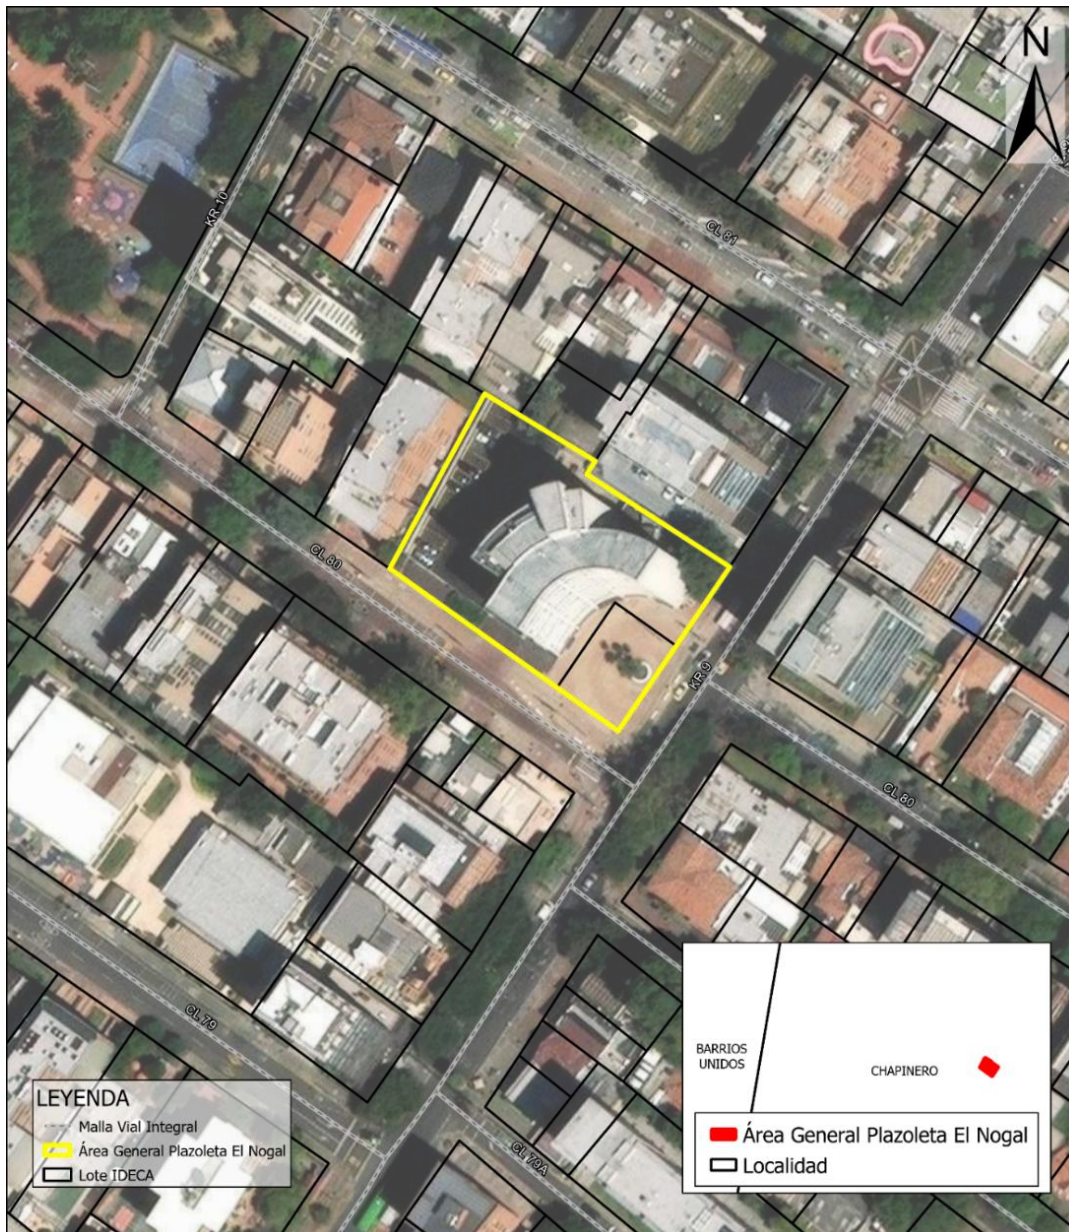 N
KR 10
CL 81
CL 80
KR 9
CL 80
CL 79
CL 79A
LEYENDA
Malla Vial Integral
Área General Plazoleta El Nogal
Lote IDECA
BARRIOS
UNIDOS
CHAPINERO
Área General Plazoleta El Nogal
Localidad